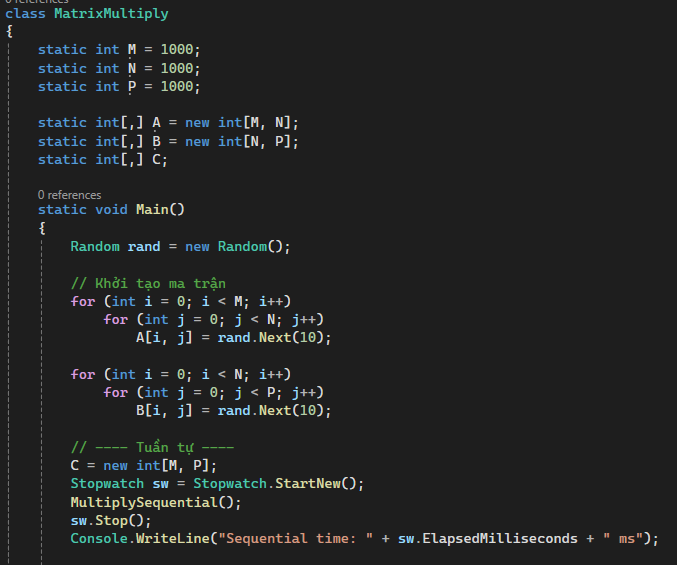 0 references
class MatrixMultiply
{
    static int M = 1000;
    static int N = 1000;
    static int P = 1000;

    static int[,] A = new int[M, N];
    static int[,] B = new int[N, P];
    static int[,] C;

    0 references
    static void Main()
    {
        Random rand = new Random();

        // Khởi tạo ma trận
        for (int i = 0; i < M; i++)
            for (int j = 0; j < N; j++)
                A[i, j] = rand.Next(10);

        for (int i = 0; i < N; i++)
            for (int j = 0; j < P; j++)
                B[i, j] = rand.Next(10);

        // ---- Tuần tự ----
        C = new int[M, P];
        Stopwatch sw = Stopwatch.StartNew();
        MultiplySequential();
        sw.Stop();
        Console.WriteLine("Sequential time: " + sw.ElapsedMilliseconds + " ms");